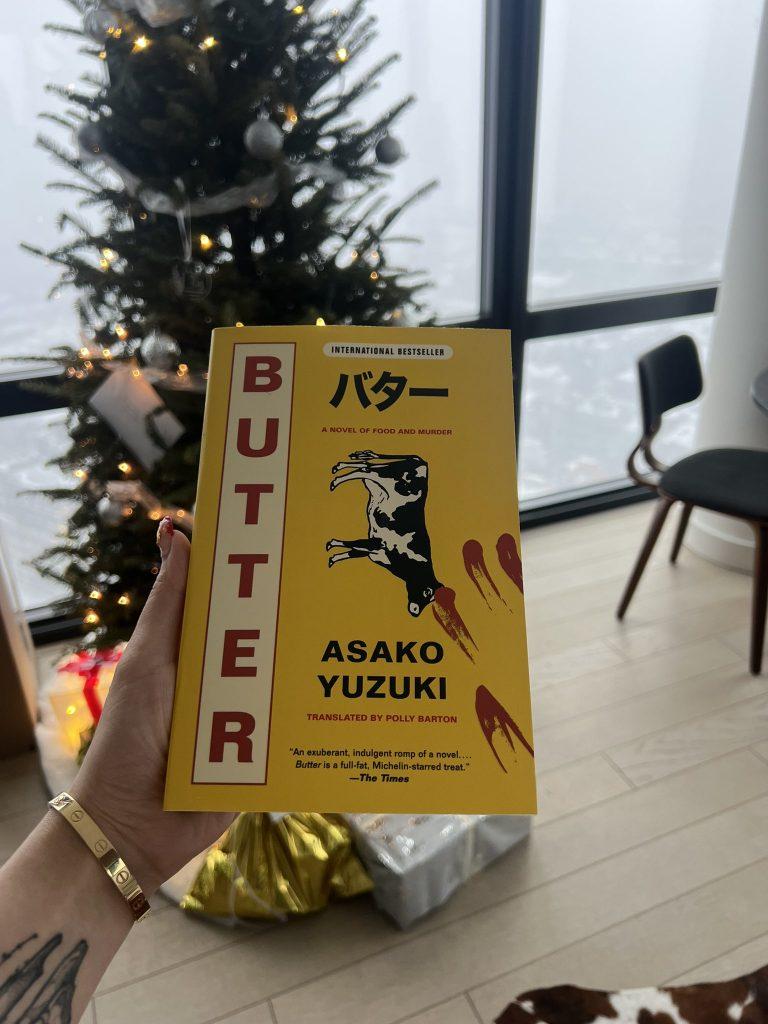 BUTTER
INTERNATIONAL BESTSELLER
バター
A NOVEL OF FOOD AND MURDER
ASAKO
YUZUKI
TRANSLATED BY POLLY BARTON
"An exuberant, indulgent romp of a novel....
Butter is a full-fat, Michelin-starred treat."
—The Times